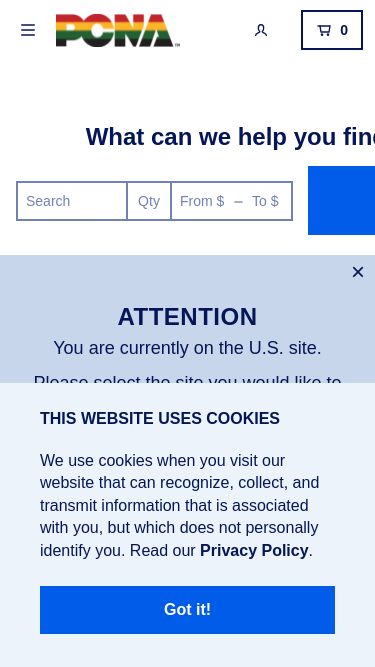 PCNA™
0
What can we help you fin
Search
Qty
From $ – To $
ATTENTION
You are currently on the U.S. site.
Please select the site you would like to
THIS WEBSITE USES COOKIES
We use cookies when you visit our
website that can recognize, collect, and
transmit information that is associated
with you, but which does not personally
identify you. Read our Privacy Policy.
Got it!